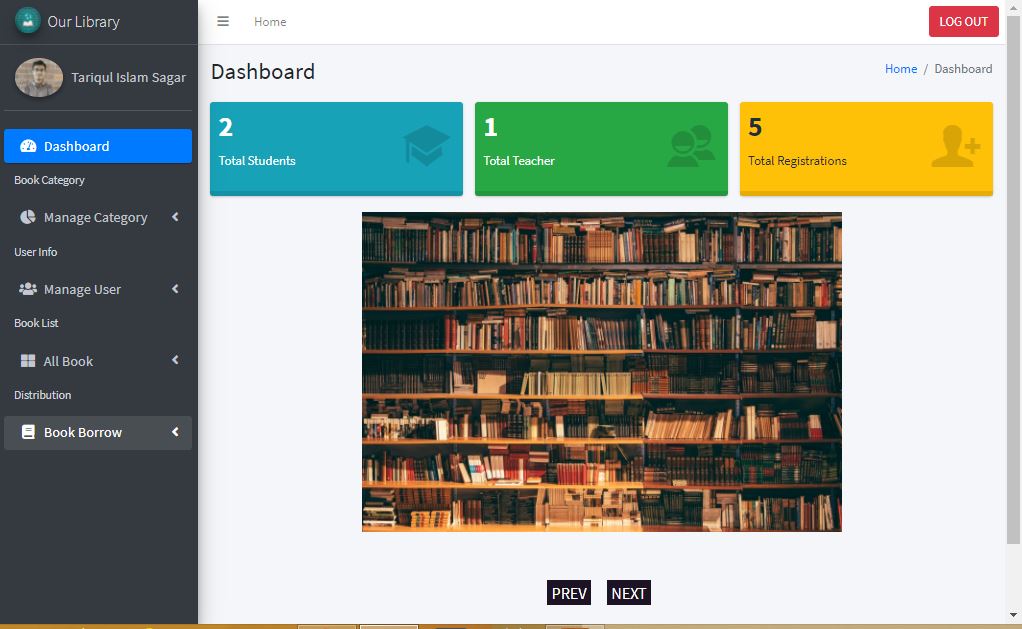 Our Library
Home
LOG OUT
Tariqul Islam Sagar
Dashboard
Home / Dashboard
2
Total Students
1
Total Teacher
5
Total Registrations
Dashboard
Book Category
Manage Category
User Info
Manage User
Book List
All Book
Distribution
Book Borrow
PREV
NEXT